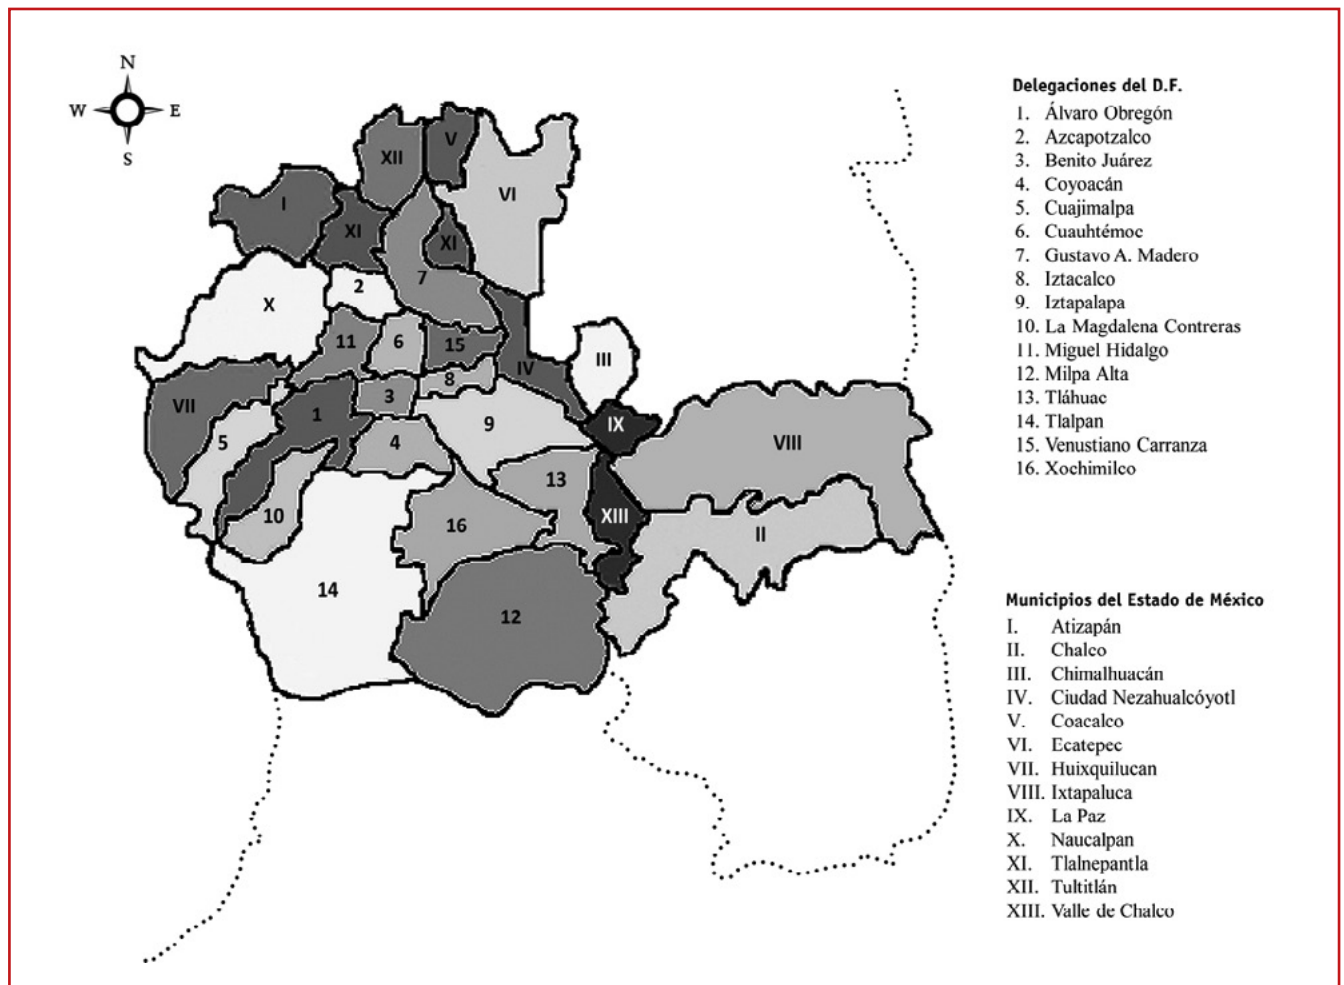 N
W E
S
XII
V
VI
I
XI
XI
7
2
X
11
6
15
IV
III
8
3
VII
1
5
4
9
IX
VIII
13
10
16
XIII
II
14
12
Delegaciones del D.F.
1. Álvaro Obregón
2. Azcapotzalco
3. Benito Juárez
4. Coyoacán
5. Cuajimalpa
6. Cuauhtémoc
7. Gustavo A. Madero
8. Iztacalco
9. Iztapalapa
10. La Magdalena Contreras
11. Miguel Hidalgo
12. Milpa Alta
13. Tláhuac
14. Tlalpan
15. Venustiano Carranza
16. Xochimilco
Municipios del Estado de México
I. Atizapán
II. Chalco
III. Chimalhuacán
IV. Ciudad Nezahualcóyotl
V. Coacalco
VI. Ecatepec
VII. Huixquilucan
VIII. Ixtapaluca
IX. La Paz
X. Naucalpan
XI. Tlalnepantla
XII. Tultitlán
XIII. Valle de Chalco